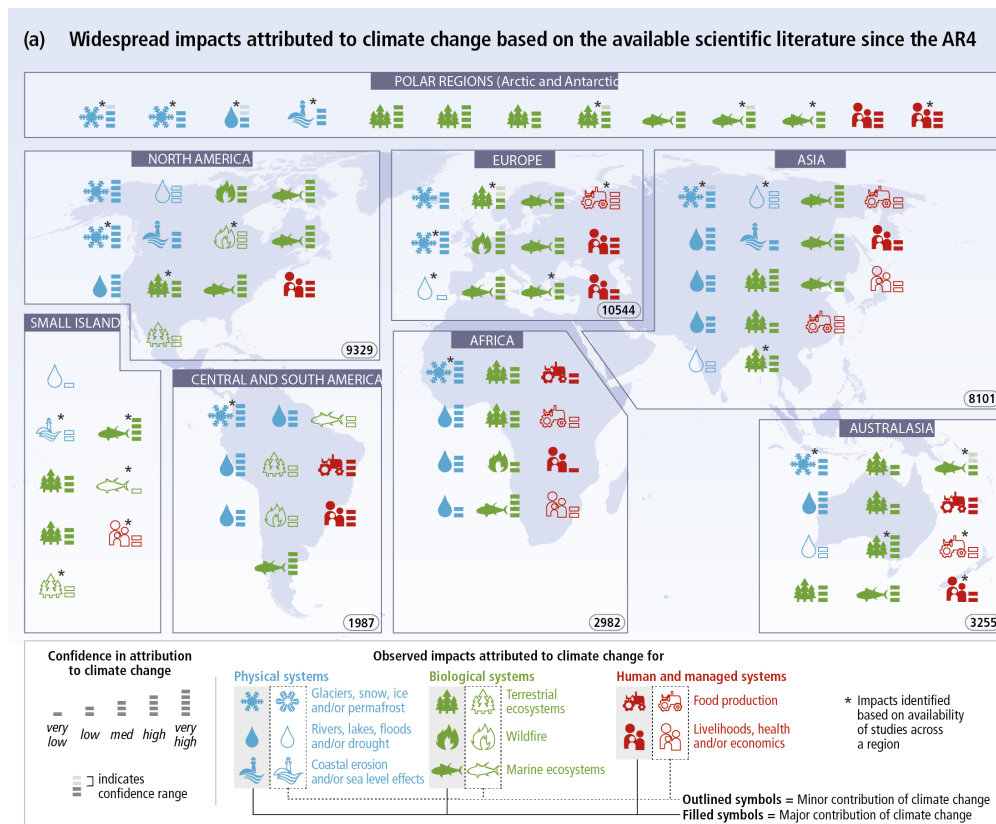 (a) Widespread impacts attributed to climate change based on the available scientific literature since the AR4
POLAR REGIONS (Arctic and Antarctic
NORTH AMERICA
EUROPE
ASIA
10544
SMALL ISLAND
9329
AFRICA
CENTRAL AND SOUTH AMERICA
8101
AUSTRALASIA
1987
2982
3255
Confidence in attribution
to climate change
very
low
low
med
high
very
high
indicates
confidence range
Observed impacts attributed to climate change for
Physical systems
Glaciers, snow, ice
and/or permafrost
Rivers, lakes, floods
and/or drought
Coastal erosion
and/or sea level effects
Biological systems
Terrestrial
ecosystems
Wildfire
Marine ecosystems
Human and managed systems
Food production
Livelihoods, health
and/or economics
* Impacts identified
based on availability
of studies across
a region
Outlined symbols = Minor contribution of climate change
Filled symbols = Major contribution of climate change